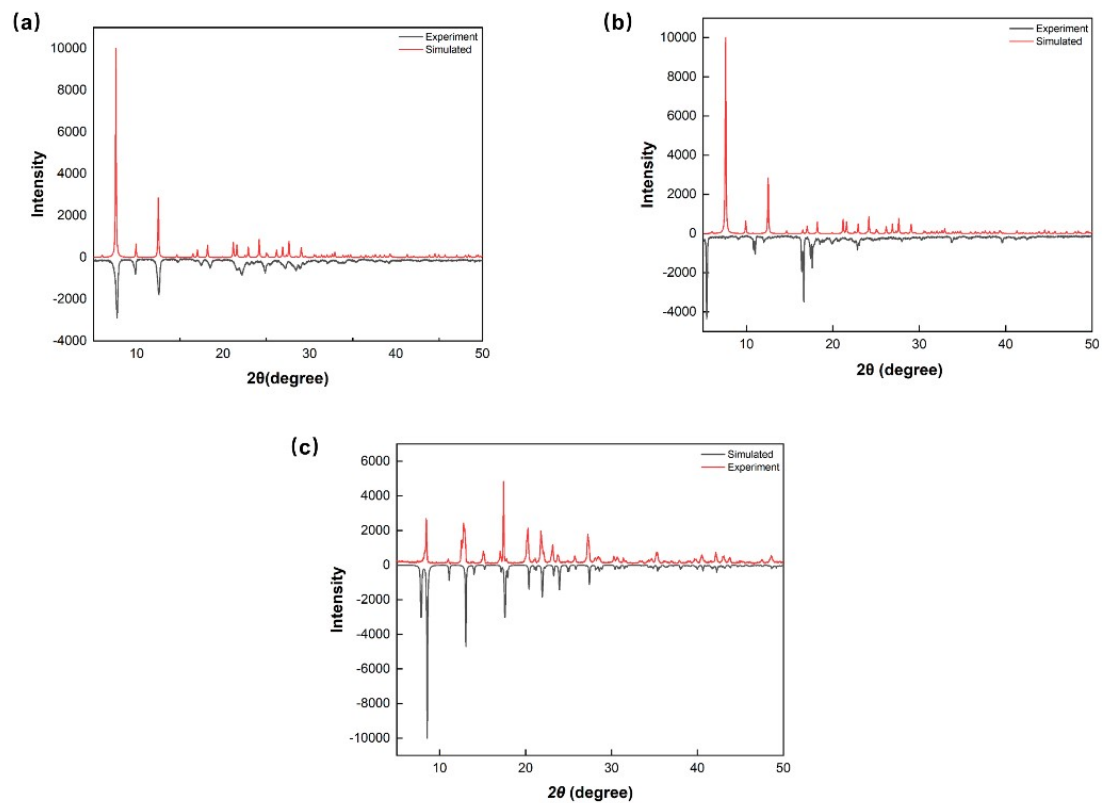 (a)
Experiment
Simulated
10000
8000
6000
4000
2000
0
-2000
-4000
10
20
30
40
50
Intensity
2θ(degree)
(b)
Experiment
Simulated
10000
8000
6000
4000
2000
0
-2000
-4000
10
20
30
40
50
Intensity
2θ (degree)
(c)
Simulated
Experiment
6000
4000
2000
0
-2000
-4000
-6000
-8000
-10000
10
20
30
40
50
Intensity
2θ (degree)